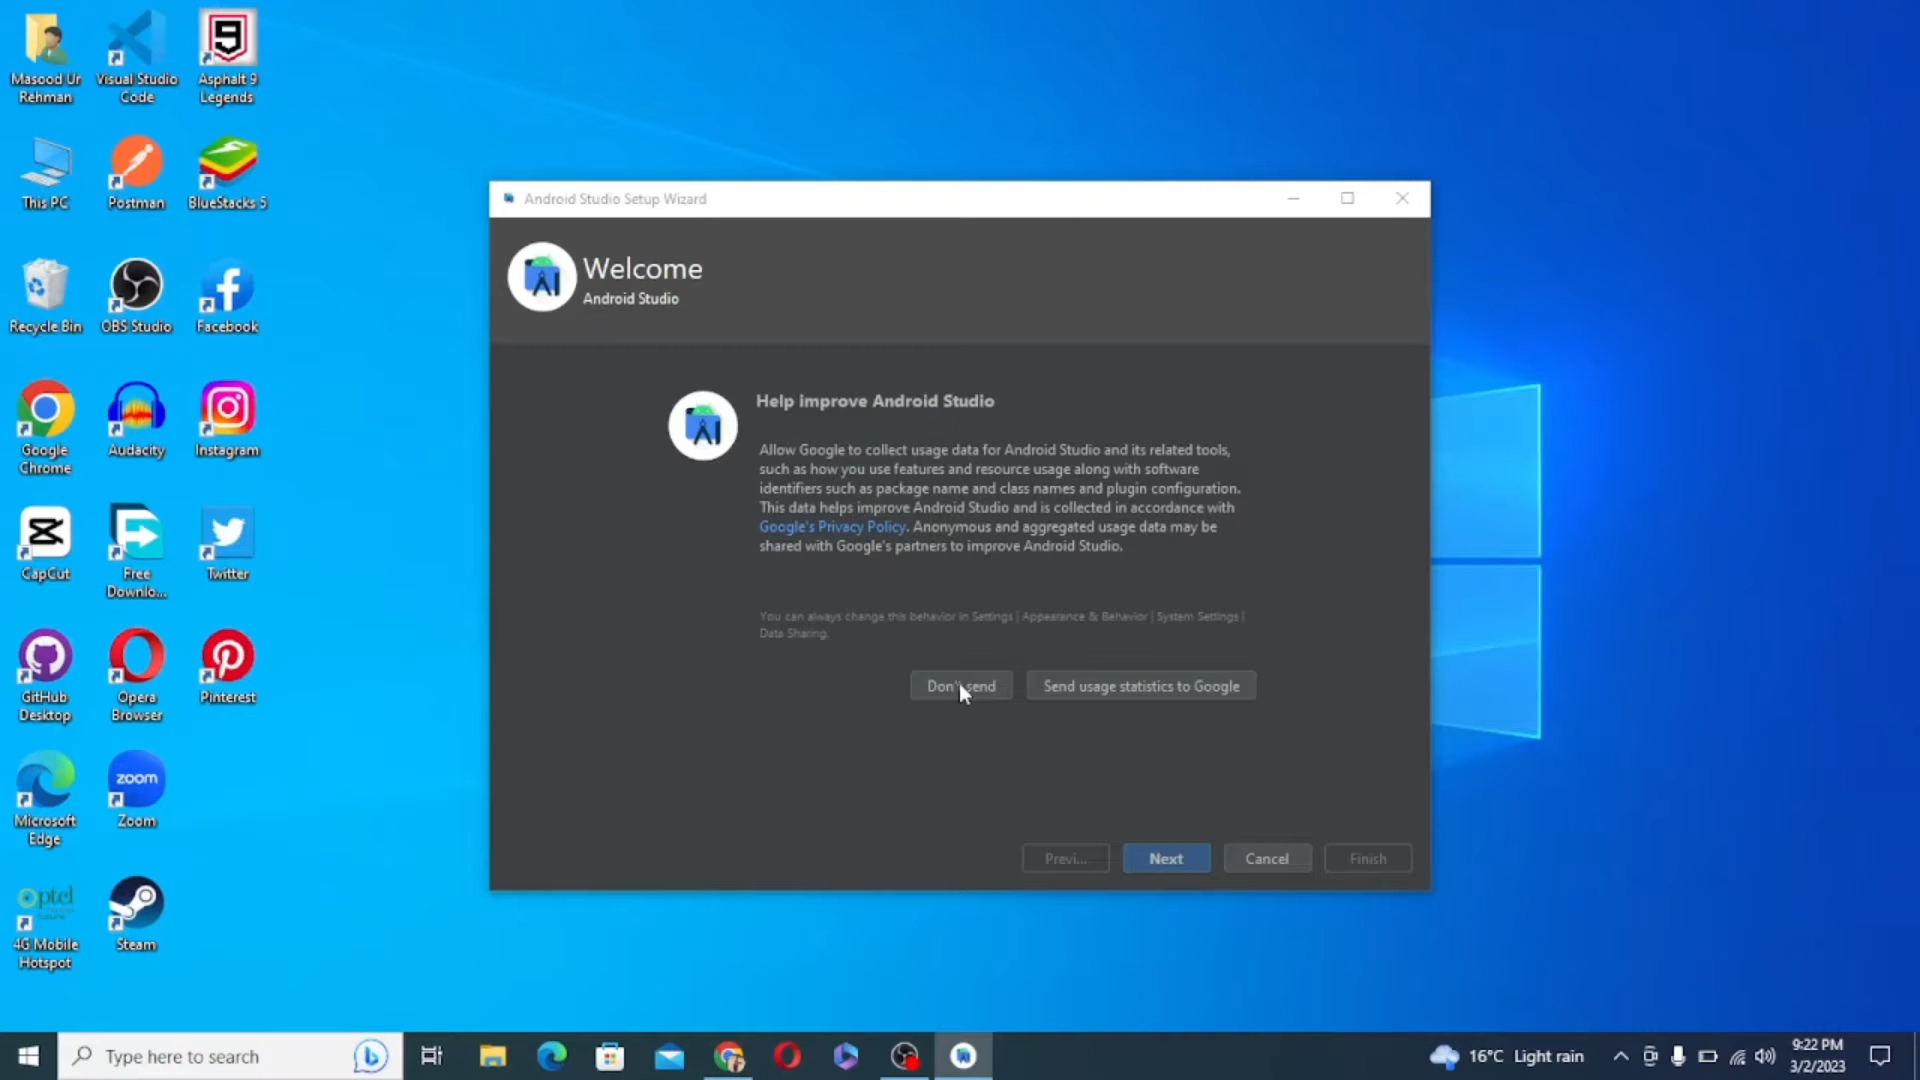 Masood Ur
Rehman
Visual Studio
Code
Asphalt 9
Legends
This PC
Postman
BlueStacks 5
Recycle Bin
OBS Studio
Facebook
Google
Chrome
Audacity
Instagram
CapCut
Free
Downlo...
Twitter
GitHub
Desktop
Opera
Browser
Pinterest
Microsoft
Edge
zoom
Zoom
ptcl
4G Mobile
Hotspot
Steam
Android Studio Setup Wizard
Welcome
Android Studio
Help improve Android Studio
Allow Google to collect usage data for Android Studio and its related tools,
such as how you use features and resource usage along with software
identifiers such as package name and class names and plugin configuration.
This data helps improve Android Studio and is collected in accordance with
Google's Privacy Policy. Anonymous and aggregated usage data may be
shared with Google's partners to improve Android Studio.
You can always change this behavior in Settings | Appearance & Behavior | System Settings |
Data Sharing.
Don't send
Send usage statistics to Google
Previ...
Next
Cancel
Finish
Type here to search
16°C Light rain
9:22 PM
3/2/2023